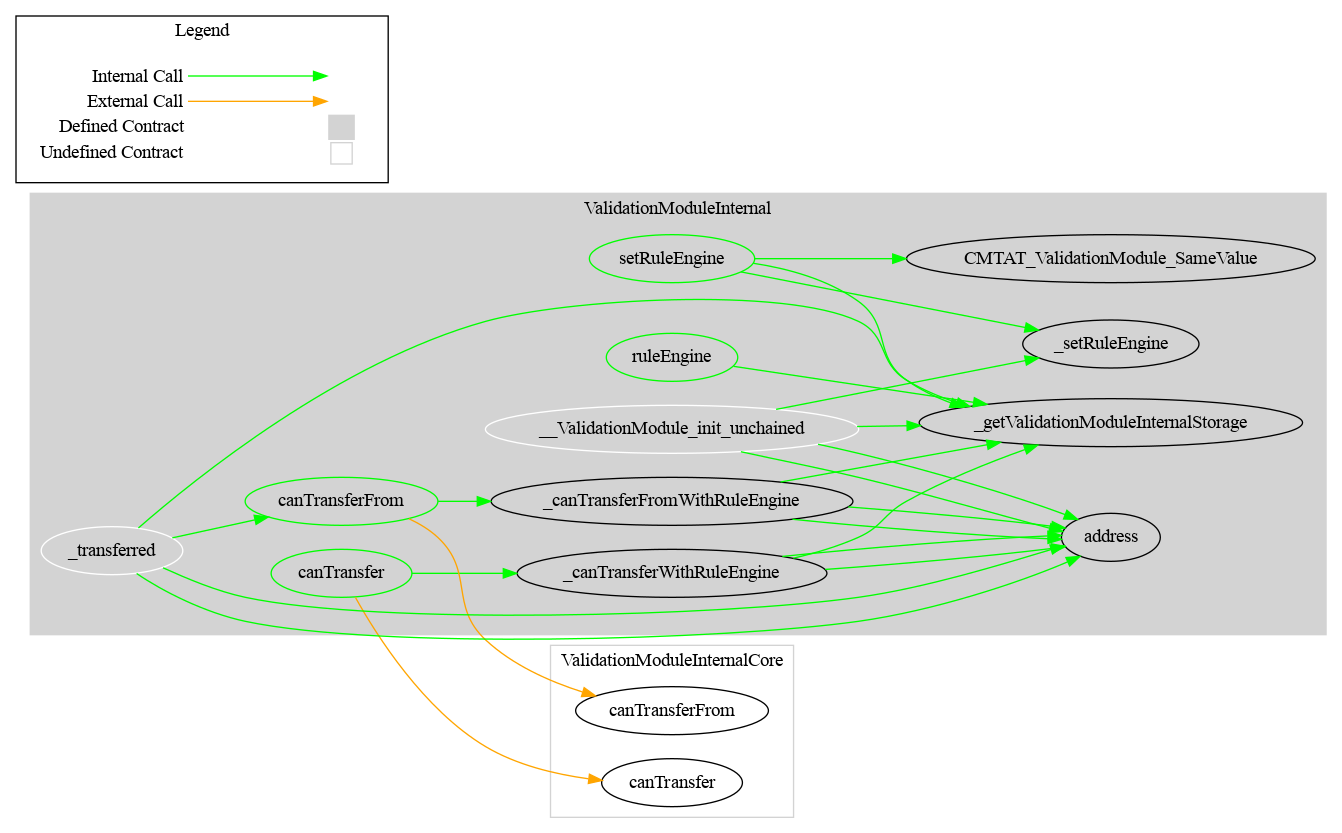 Legend
Internal Call
External Call
Defined Contract
Undefined Contract
ValidationModuleInternal
setRuleEngine
CMTAT_ValidationModule_SameValue
_setRuleEngine
ruleEngine
_getValidationModuleInternalStorage
__ValidationModule_init_unchained
canTransferFrom
_canTransferFromWithRuleEngine
_transferred
address
canTransfer
_canTransferWithRuleEngine
ValidationModuleInternalCore
canTransferFrom
canTransfer